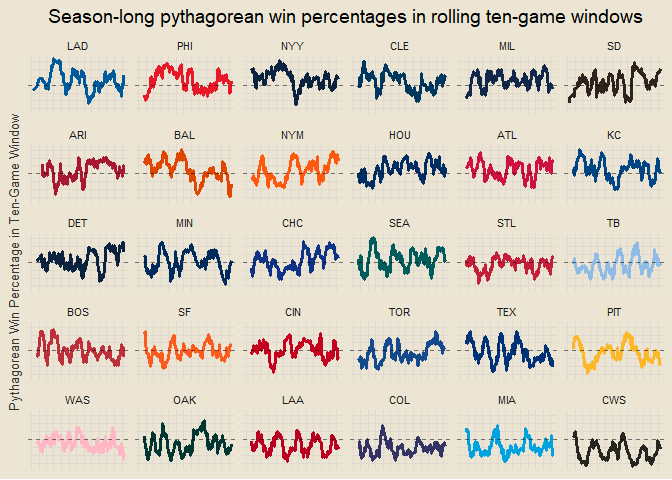 Season-long pythagorean win percentages in rolling ten-game windows
Pythagorean Win Percentage in Ten-Game Window
LAD PHI NYY CLE MIL SD
ARI BAL NYM HOU ATL KC
DET MIN CHC SEA STL TB
BOS SF CIN TOR TEX PIT
WAS OAK LAA COL MIA CWS